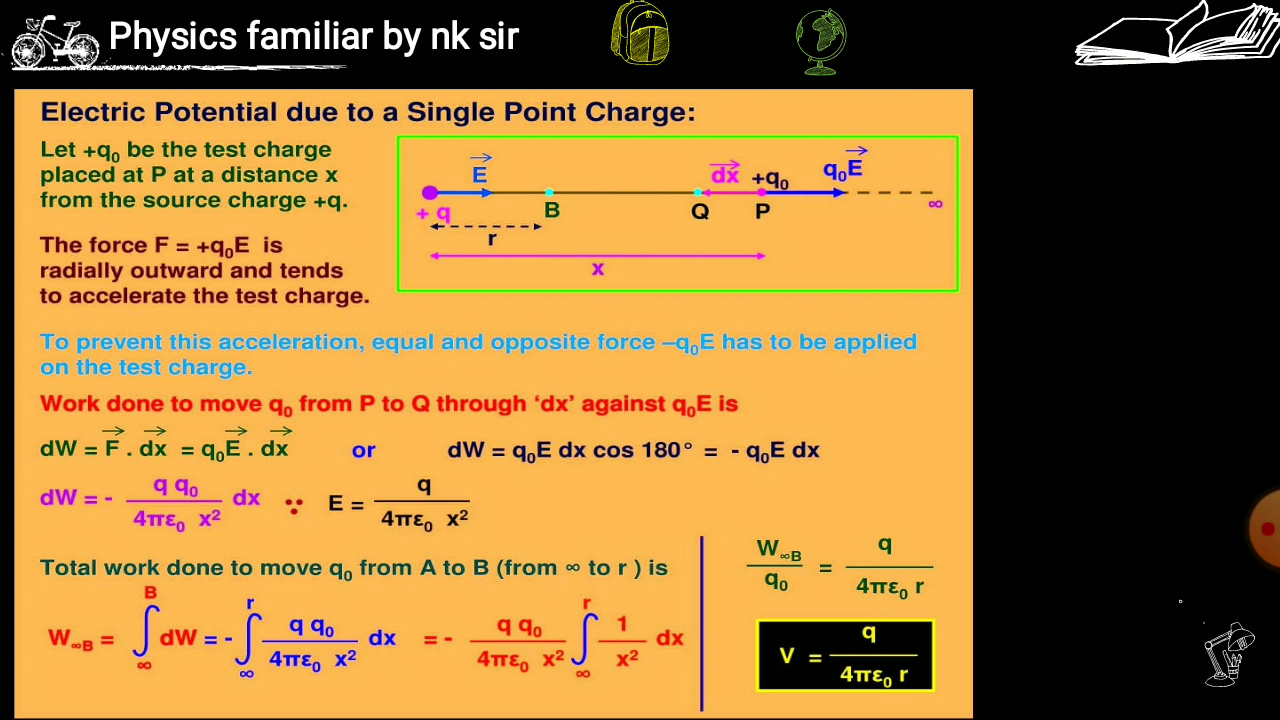 Physics familiar by nk sir
Electric Potential due to a Single Point Charge:
Let +q₀ be the test charge
placed at P at a distance x
from the source charge +q.
The force F = +q₀E is
radially outward and tends
to accelerate the test charge.
E⃗ dx⃗ +q₀ q₀E⃗
+ q B Q P ∞
r
x
To prevent this acceleration, equal and opposite force –q₀E has to be applied
on the test charge.
Work done to move q₀ from P to Q through ‘dx’ against q₀E is
dW = F⃗ . dx⃗ = q₀E⃗ . dx⃗ or dW = q₀E dx cos 180° = - q₀E dx
dW = - q q₀ / 4πε₀ x² dx ∵ E = q / 4πε₀ x²
Total work done to move q₀ from A to B (from ∞ to r ) is
W∞B = ∫∞^B dW = - ∫∞^r q q₀ / 4πε₀ x² dx = - q q₀ / 4πε₀ x² ∫∞^r 1 / x² dx
W∞B / q₀ = q / 4πε₀ r
V = q / 4πε₀ r